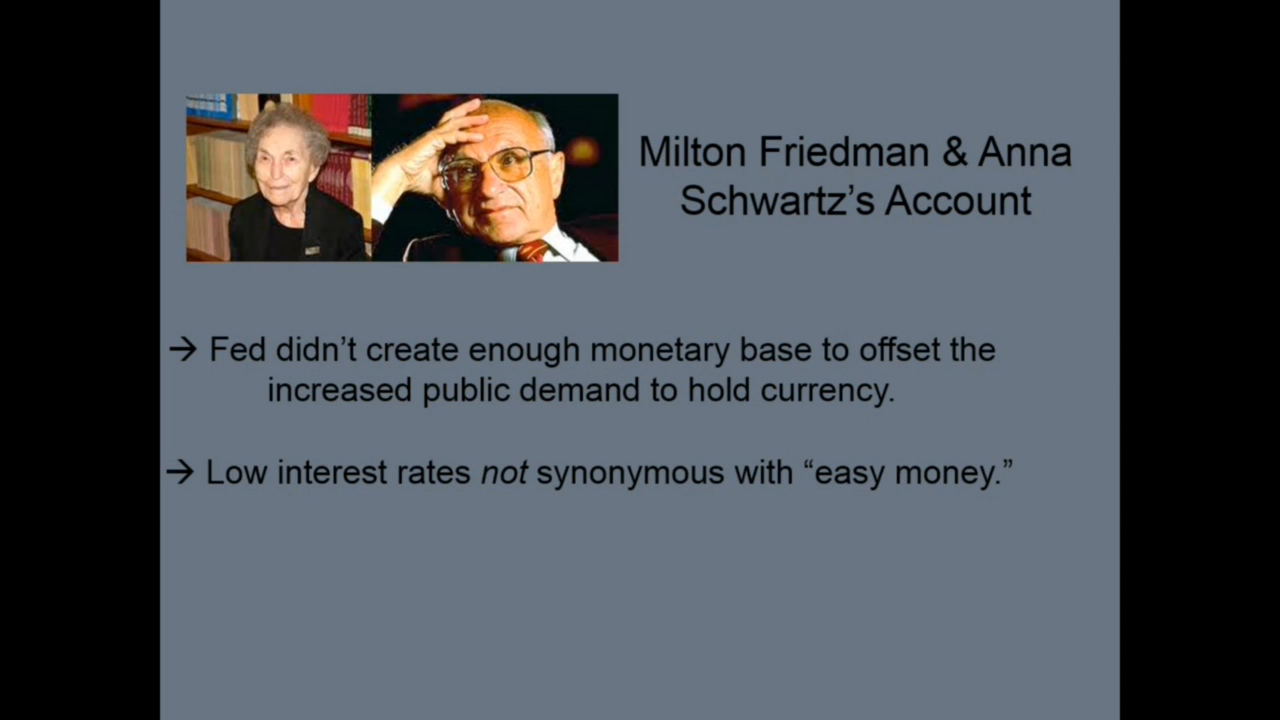 Milton Friedman & Anna
Schwartz’s Account
→ Fed didn’t create enough monetary base to offset the
increased public demand to hold currency.
→ Low interest rates not synonymous with “easy money.”